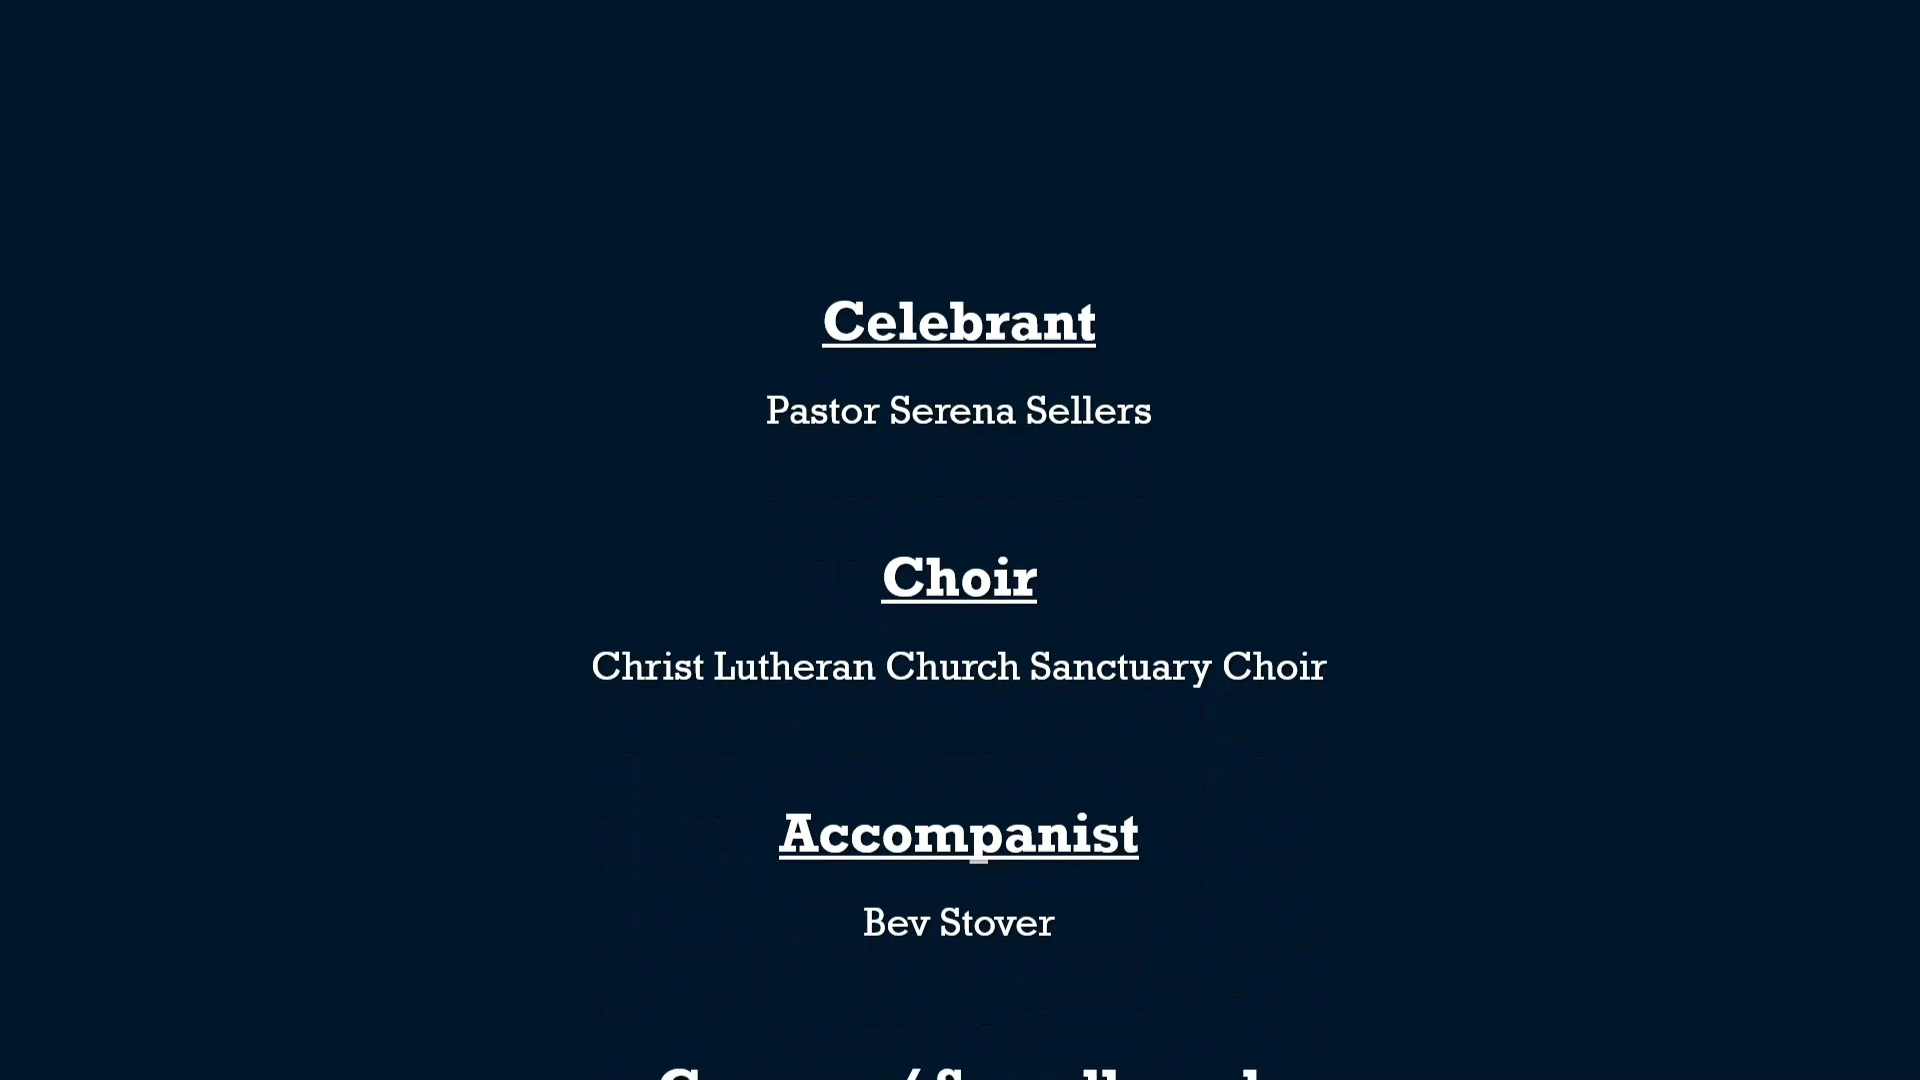 Celebrant
Pastor Serena Sellers
Choir
Christ Lutheran Church Sanctuary Choir
Accompanist
Bev Stover